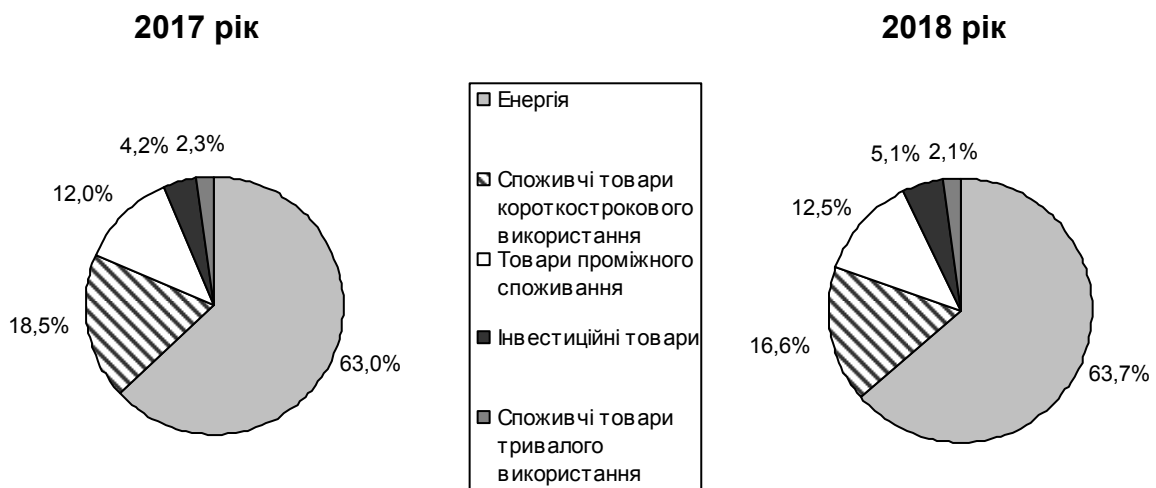 2017 рік
2018 рік
4,2% 2,3%
12,0%
18,5%
63,0%
Енергія
Споживчі товари
короткострокового
використання
Товари проміжного
споживання
Інвестиційні товари
Споживчі товари
тривалого
використання
5,1% 2,1%
12,5%
16,6%
63,7%